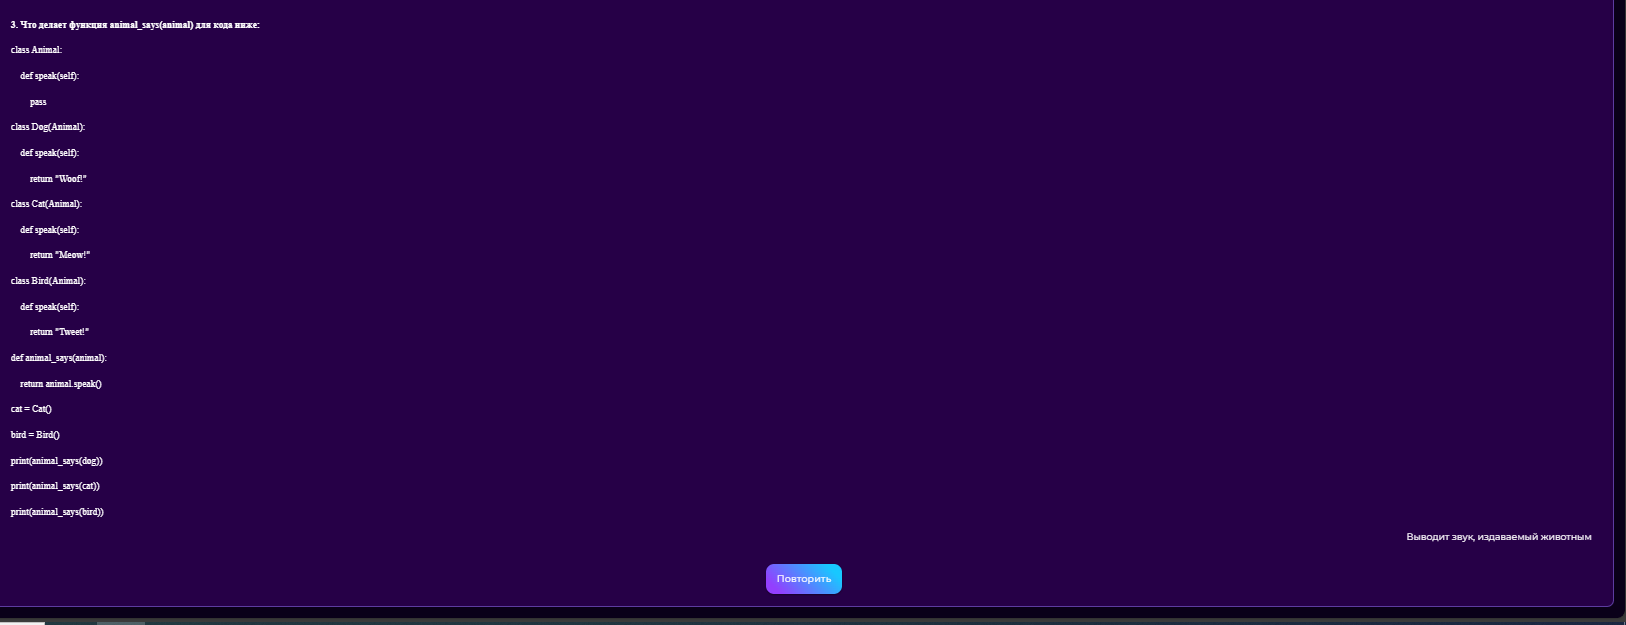 3. Что делает функция animal_says(animal) для кода ниже:
class Animal:
def speak(self):
pass
class Dog(Animal):
def speak(self):
return "Woof!"
class Cat(Animal):
def speak(self):
return "Meow!"
class Bird(Animal):
def speak(self):
return "Tweet!"
def animal_says(animal):
return animal.speak()
cat = Cat()
bird = Bird()
print(animal_says(dog))
print(animal_says(cat))
print(animal_says(bird))
Выводит звук, издаваемый животным
Повторить